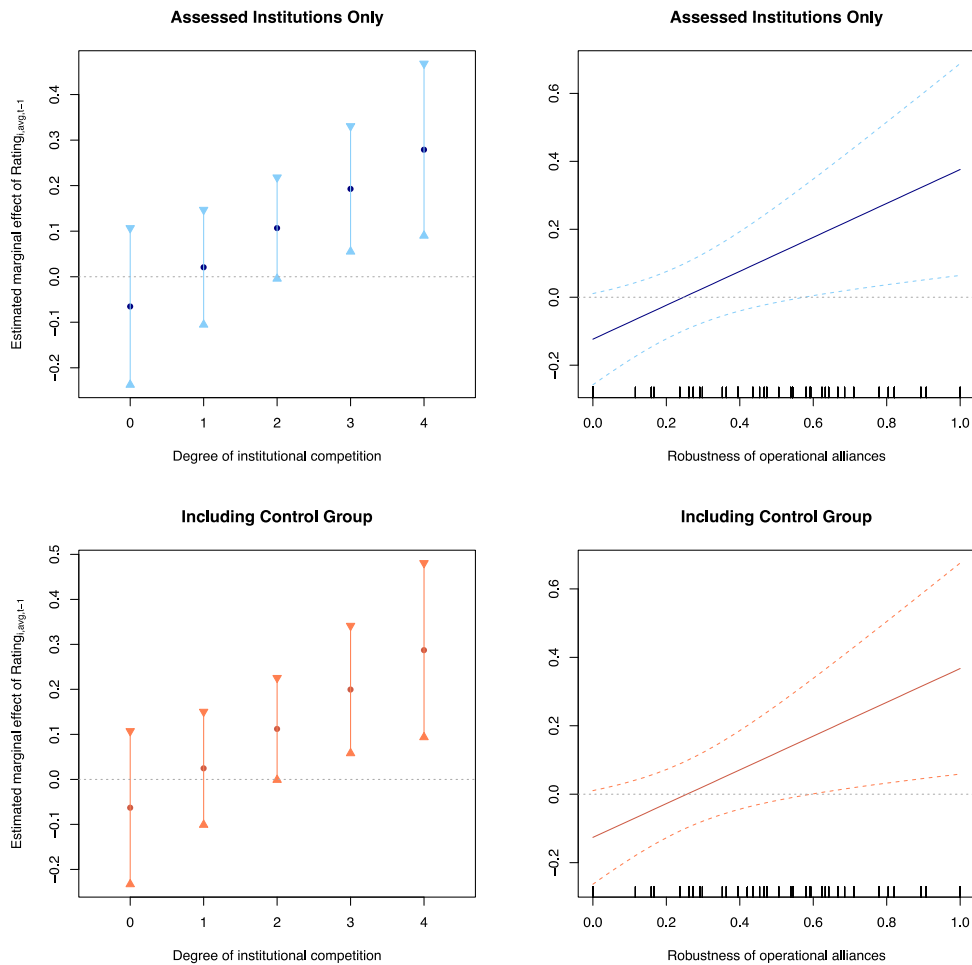 Assessed Institutions Only
Estimated marginal effect of Rating i,avg,t−1
0.4
0.3
0.2
0.1
0.0
−0.1
−0.2
0 1 2 3 4
Degree of institutional competition
Assessed Institutions Only
0.6
0.4
0.2
0.0
−0.2
0.0 0.2 0.4 0.6 0.8 1.0
Robustness of operational alliances
Including Control Group
Estimated marginal effect of Rating i,avg,t−1
0.5
0.4
0.3
0.2
0.1
0.0
−0.1
−0.2
0 1 2 3 4
Degree of institutional competition
Including Control Group
0.6
0.4
0.2
0.0
−0.2
0.0 0.2 0.4 0.6 0.8 1.0
Robustness of operational alliances